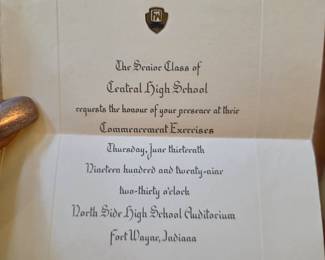 The Senior Class of
Central High School
requests the honour of your presence at their
Commencement Exercises
Thursday, June thirteenth
Nineteen hundred and twenty-nine
two-thirty o'clock
North Side High School Auditorium
Fort Wayne, Indiana